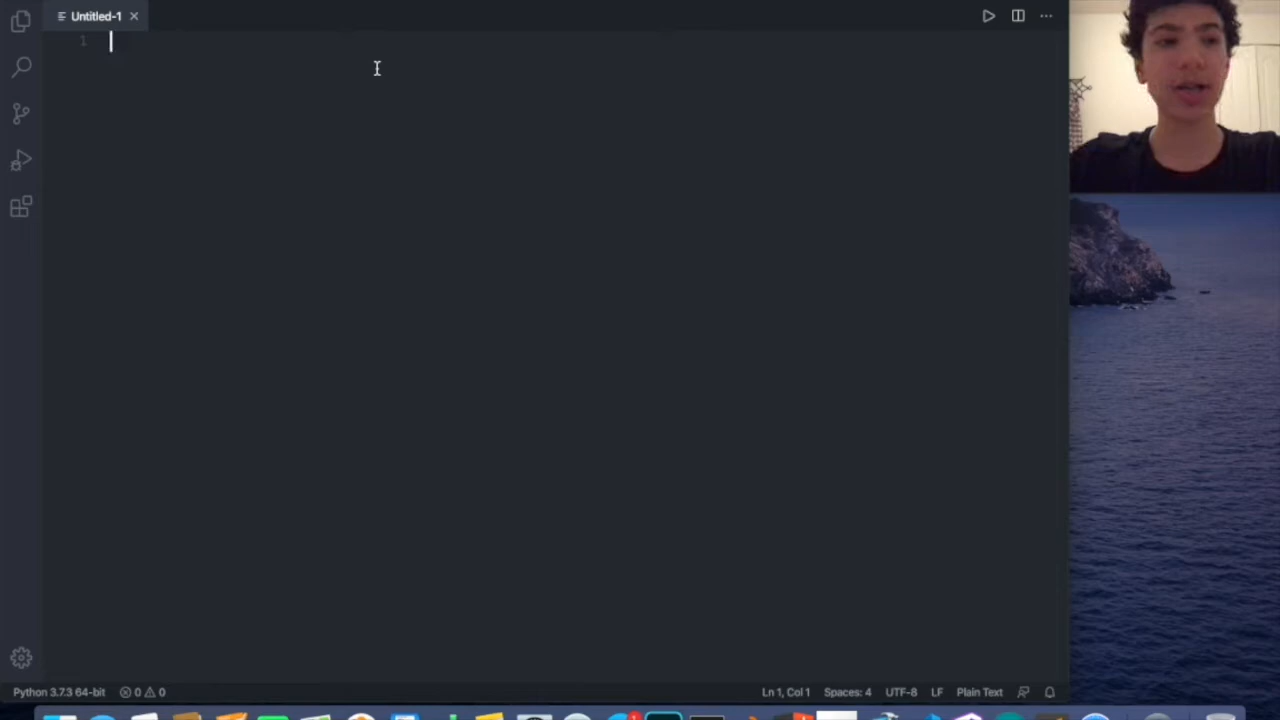 Untitled-1
1
Python 3.7.3 64-bit 0 0 Ln 1, Col 1 Spaces: 4 UTF-8 LF Plain Text